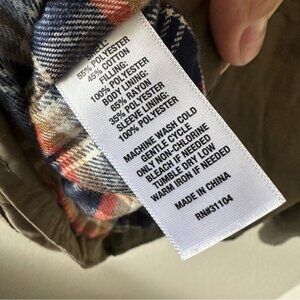 SHELL:
55% POLYESTER
45% COTTON
FILLING:
100% POLYESTER
BODY LINING:
65% RAYON
35% POLYESTER
SLEEVE LINING:
100% POLYESTER
MACHINE WASH COLD
GENTLE CYCLE
ONLY NON-CHLORINE
BLEACH IF NEEDED
TUMBLE DRY LOW
WARM IRON IF NEEDED
MADE IN CHINA
RN#31104